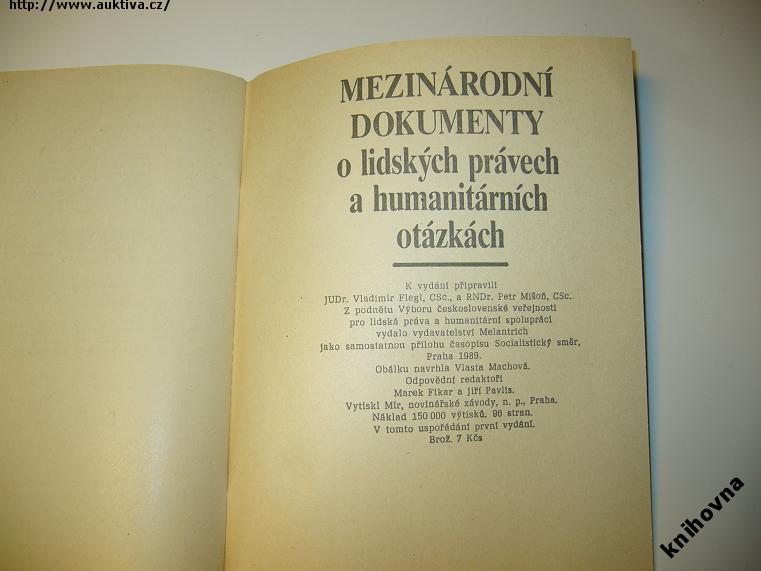 http://www.auktiva.cz/
MEZINÁRODNÍ
DOKUMENTY
o lidských právech
a humanitárních
otázkách
K vydání připravili
JUDr. Vladimír Flegl, CSc., a RNDr. Petr Mišoň, CSc..
Z podnětu Výboru československé veřejnosti
pro lidská práva a humanitární spolupráci
vydalo vydavatelství Melantrich
jako samostatnou přílohu časopisu Socialistický směr,
Praha 1989.
Obálku navrhla Vlasta Machová.
Odpovědní redaktoři
Marek Fikar a Jiří Pavlis.
Vytiskl Mír, novinářské závody, n. p., Praha.
Náklad 150 000 výtisků. 96 stran.
V tomto uspořádání první vydání.
Brož. 7 Kčs
knihovna